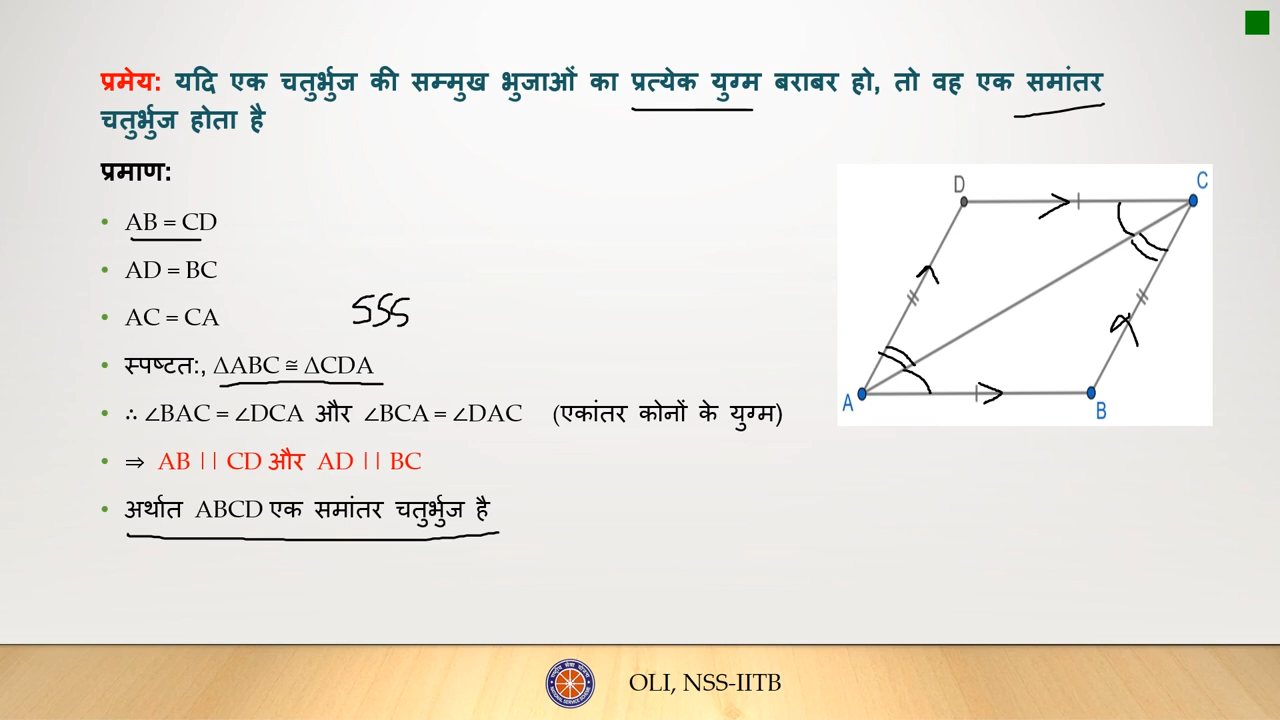 प्रमेय: यदि एक चतुर्भुज की सम्मुख भुजाओं का प्रत्येक युग्म बराबर हो, तो वह एक समांतर
चतुर्भुज होता है
प्रमाण:
• AB = CD
• AD = BC
• AC = CA
SSS
• स्पष्टत:, ΔABC ≅ ΔCDA
• ∴ ∠BAC = ∠DCA और ∠BCA = ∠DAC (एकांतर कोनों के युग्म)
• ⇒ AB || CD और AD || BC
• अर्थात ABCD एक समांतर चतुर्भुज है
D
C
A
B
OLI, NSS-IITB